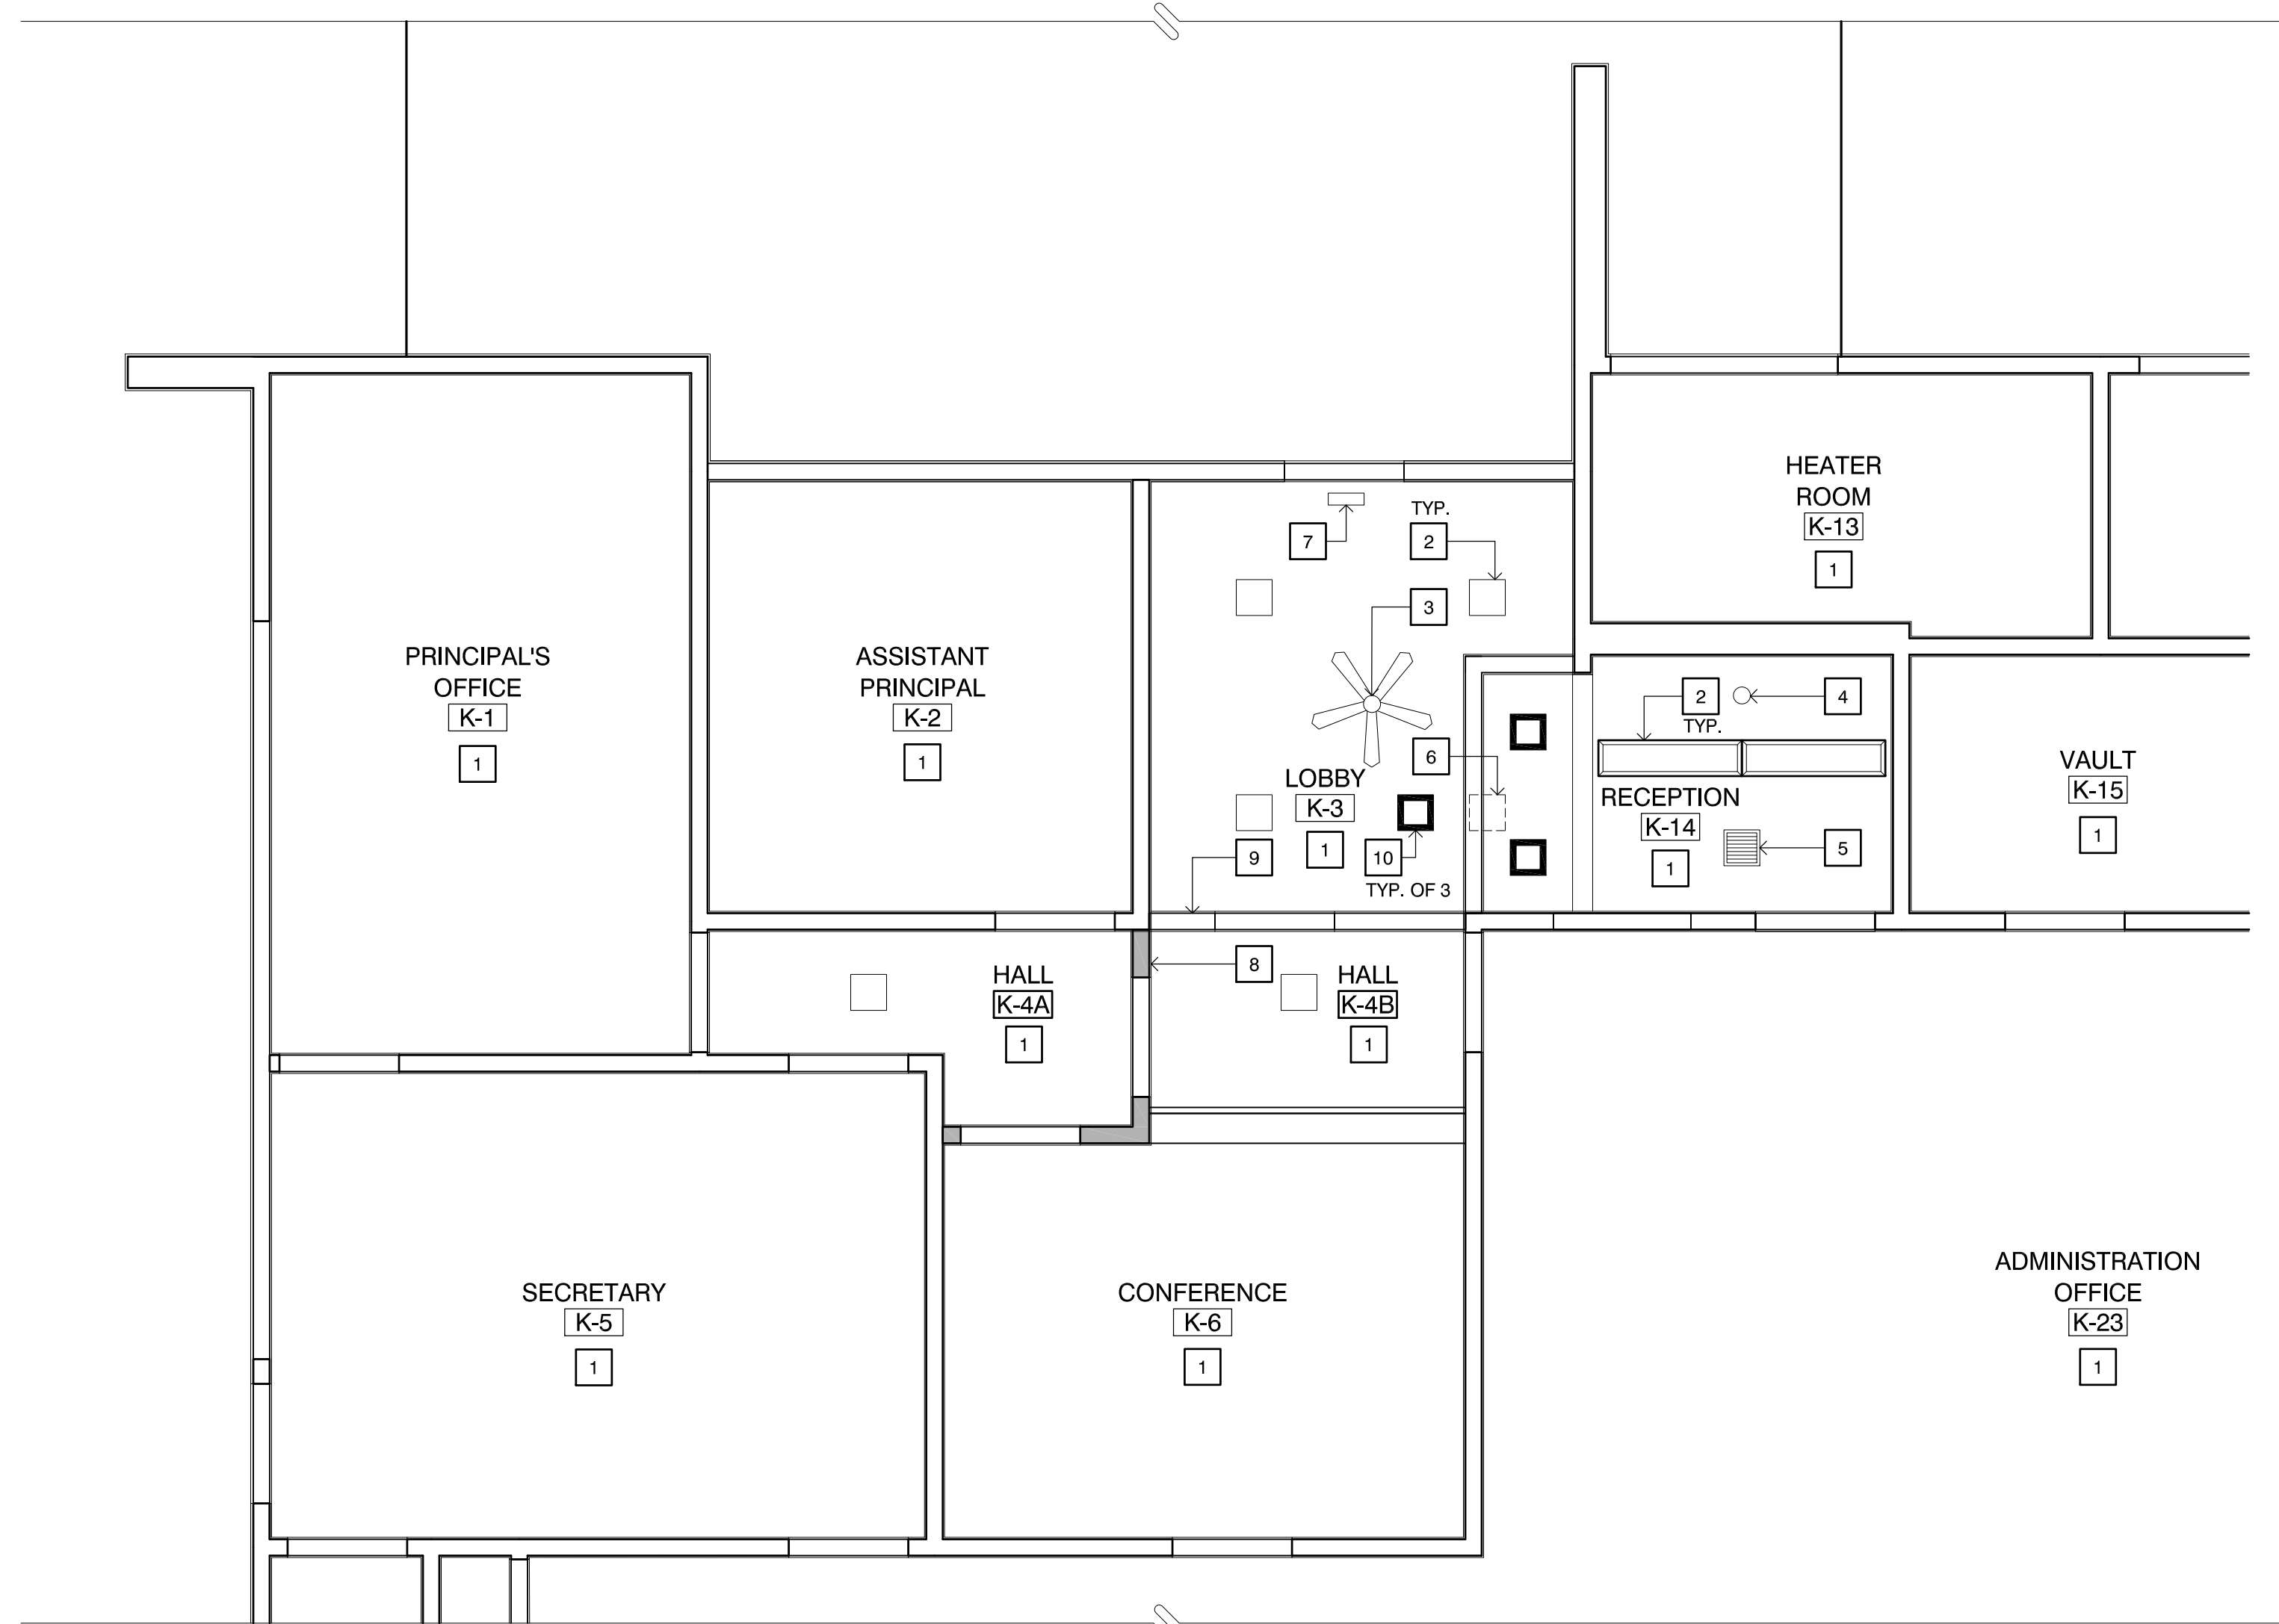 HEATER
ROOM
K-13
1
TYP.
7
2
3
PRINCIPAL'S
OFFICE
K-1
1
ASSISTANT
PRINCIPAL
K-2
1
6
LOBBY
K-3
1
9
10
TYP. OF 3
2
TYP.
4
RECEPTION
K-14
1
5
VAULT
K-15
1
HALL
K-4A
1
8
HALL
K-4B
1
SECRETARY
K-5
1
CONFERENCE
K-6
1
ADMINISTRATION
OFFICE
K-23
1